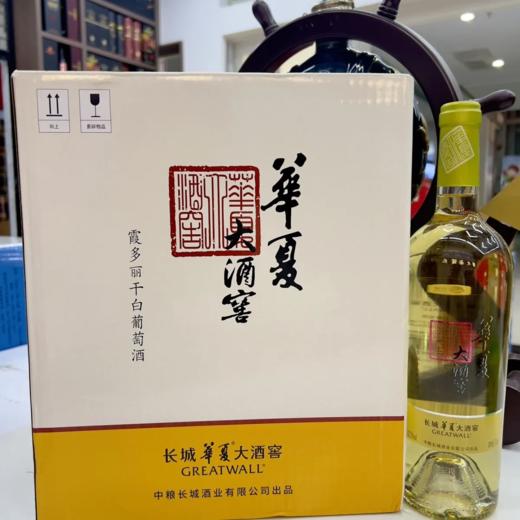 向上
易碎物品
華夏
大酒窖
霞多丽干白葡萄酒
长城華夏大酒窖
GREATWALL
中粮长城酒业有限公司出品
華夏
大酒窖
长城華夏大酒窖
GREATWALL